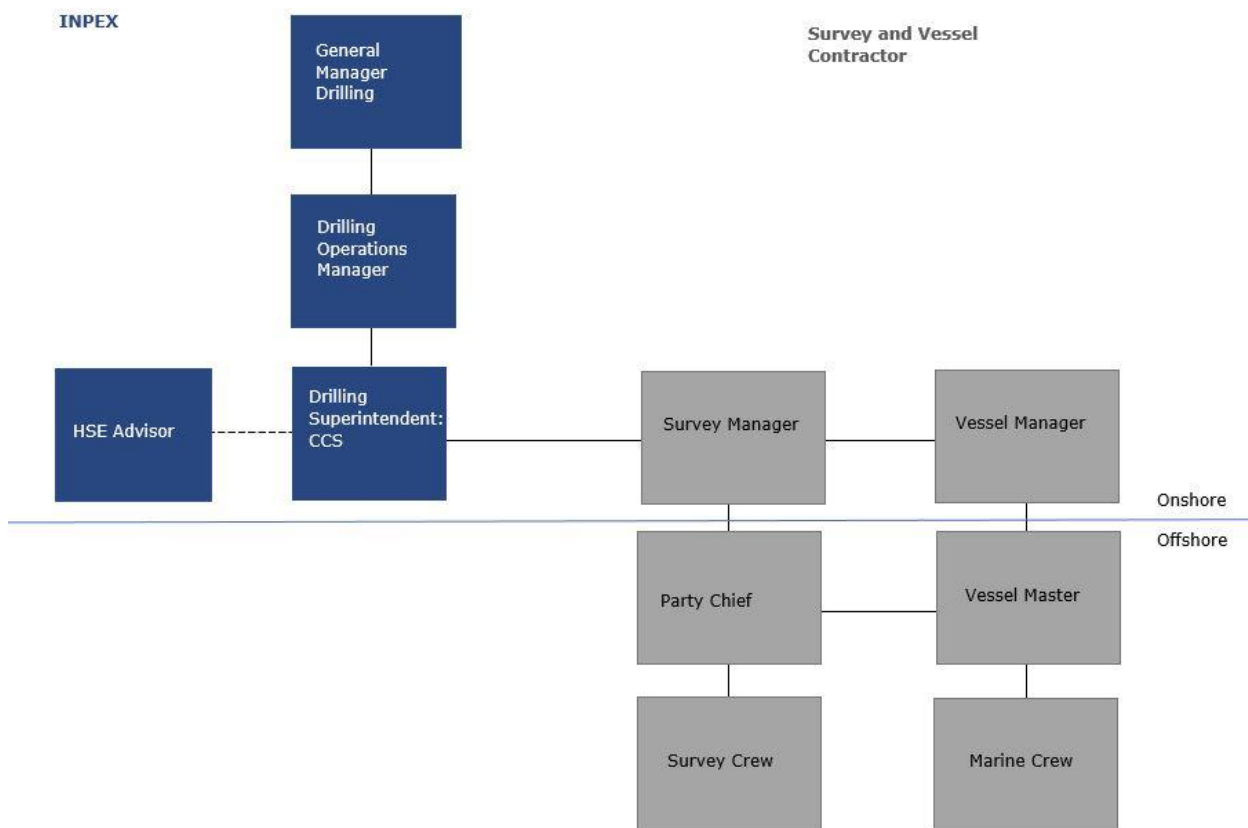 INPEX
Survey and Vessel
Contractor
General
Manager
Drilling
Drilling
Operations
Manager
HSE Advisor
Drilling
Superintendent:
CCS
Survey Manager
Vessel Manager
Onshore
Offshore
Party Chief
Vessel Master
Survey Crew
Marine Crew